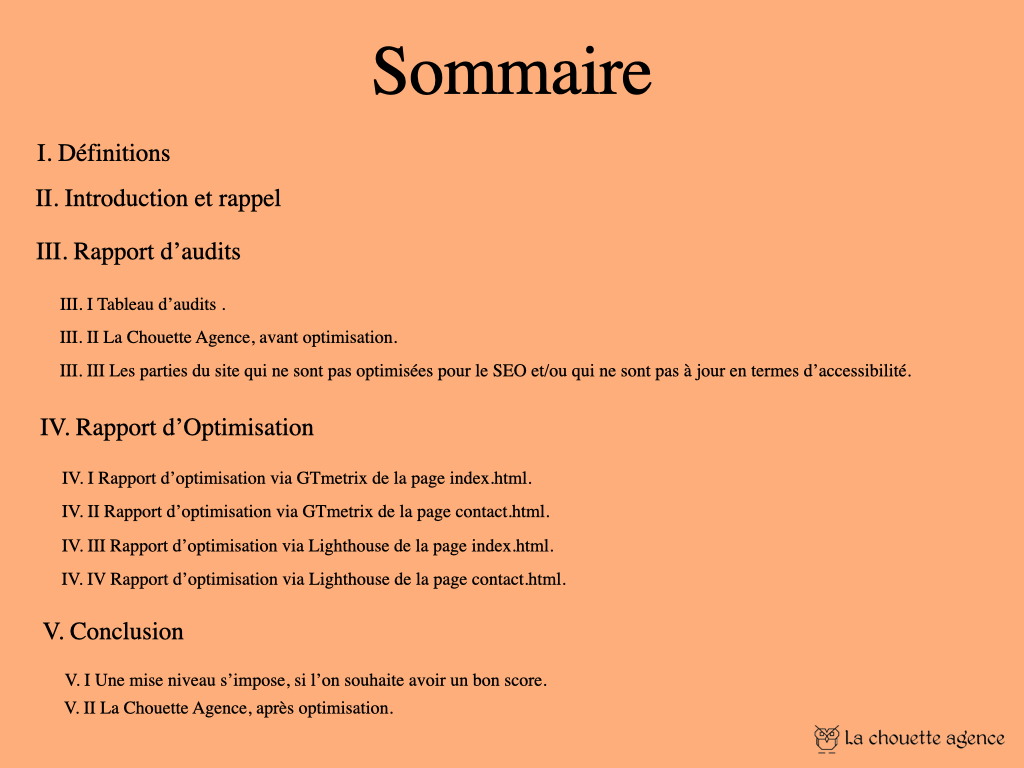 Sommaire
I. Définitions
II. Introduction et rappel
III. Rapport d’audits
III. I Tableau d’audits .
III. II La Chouette Agence, avant optimisation.
III. III Les parties du site qui ne sont pas optimisées pour le SEO et/ou qui ne sont pas à jour en termes d’accessibilité.
IV. Rapport d’Optimisation
IV. I Rapport d’optimisation via GTmetrix de la page index.html.
IV. II Rapport d’optimisation via GTmetrix de la page contact.html.
IV. III Rapport d’optimisation via Lighthouse de la page index.html.
IV. IV Rapport d’optimisation via Lighthouse de la page contact.html.
V. Conclusion
V. I Une mise niveau s’impose, si l’on souhaite avoir un bon score.
V. II La Chouette Agence, après optimisation.
La chouette agence